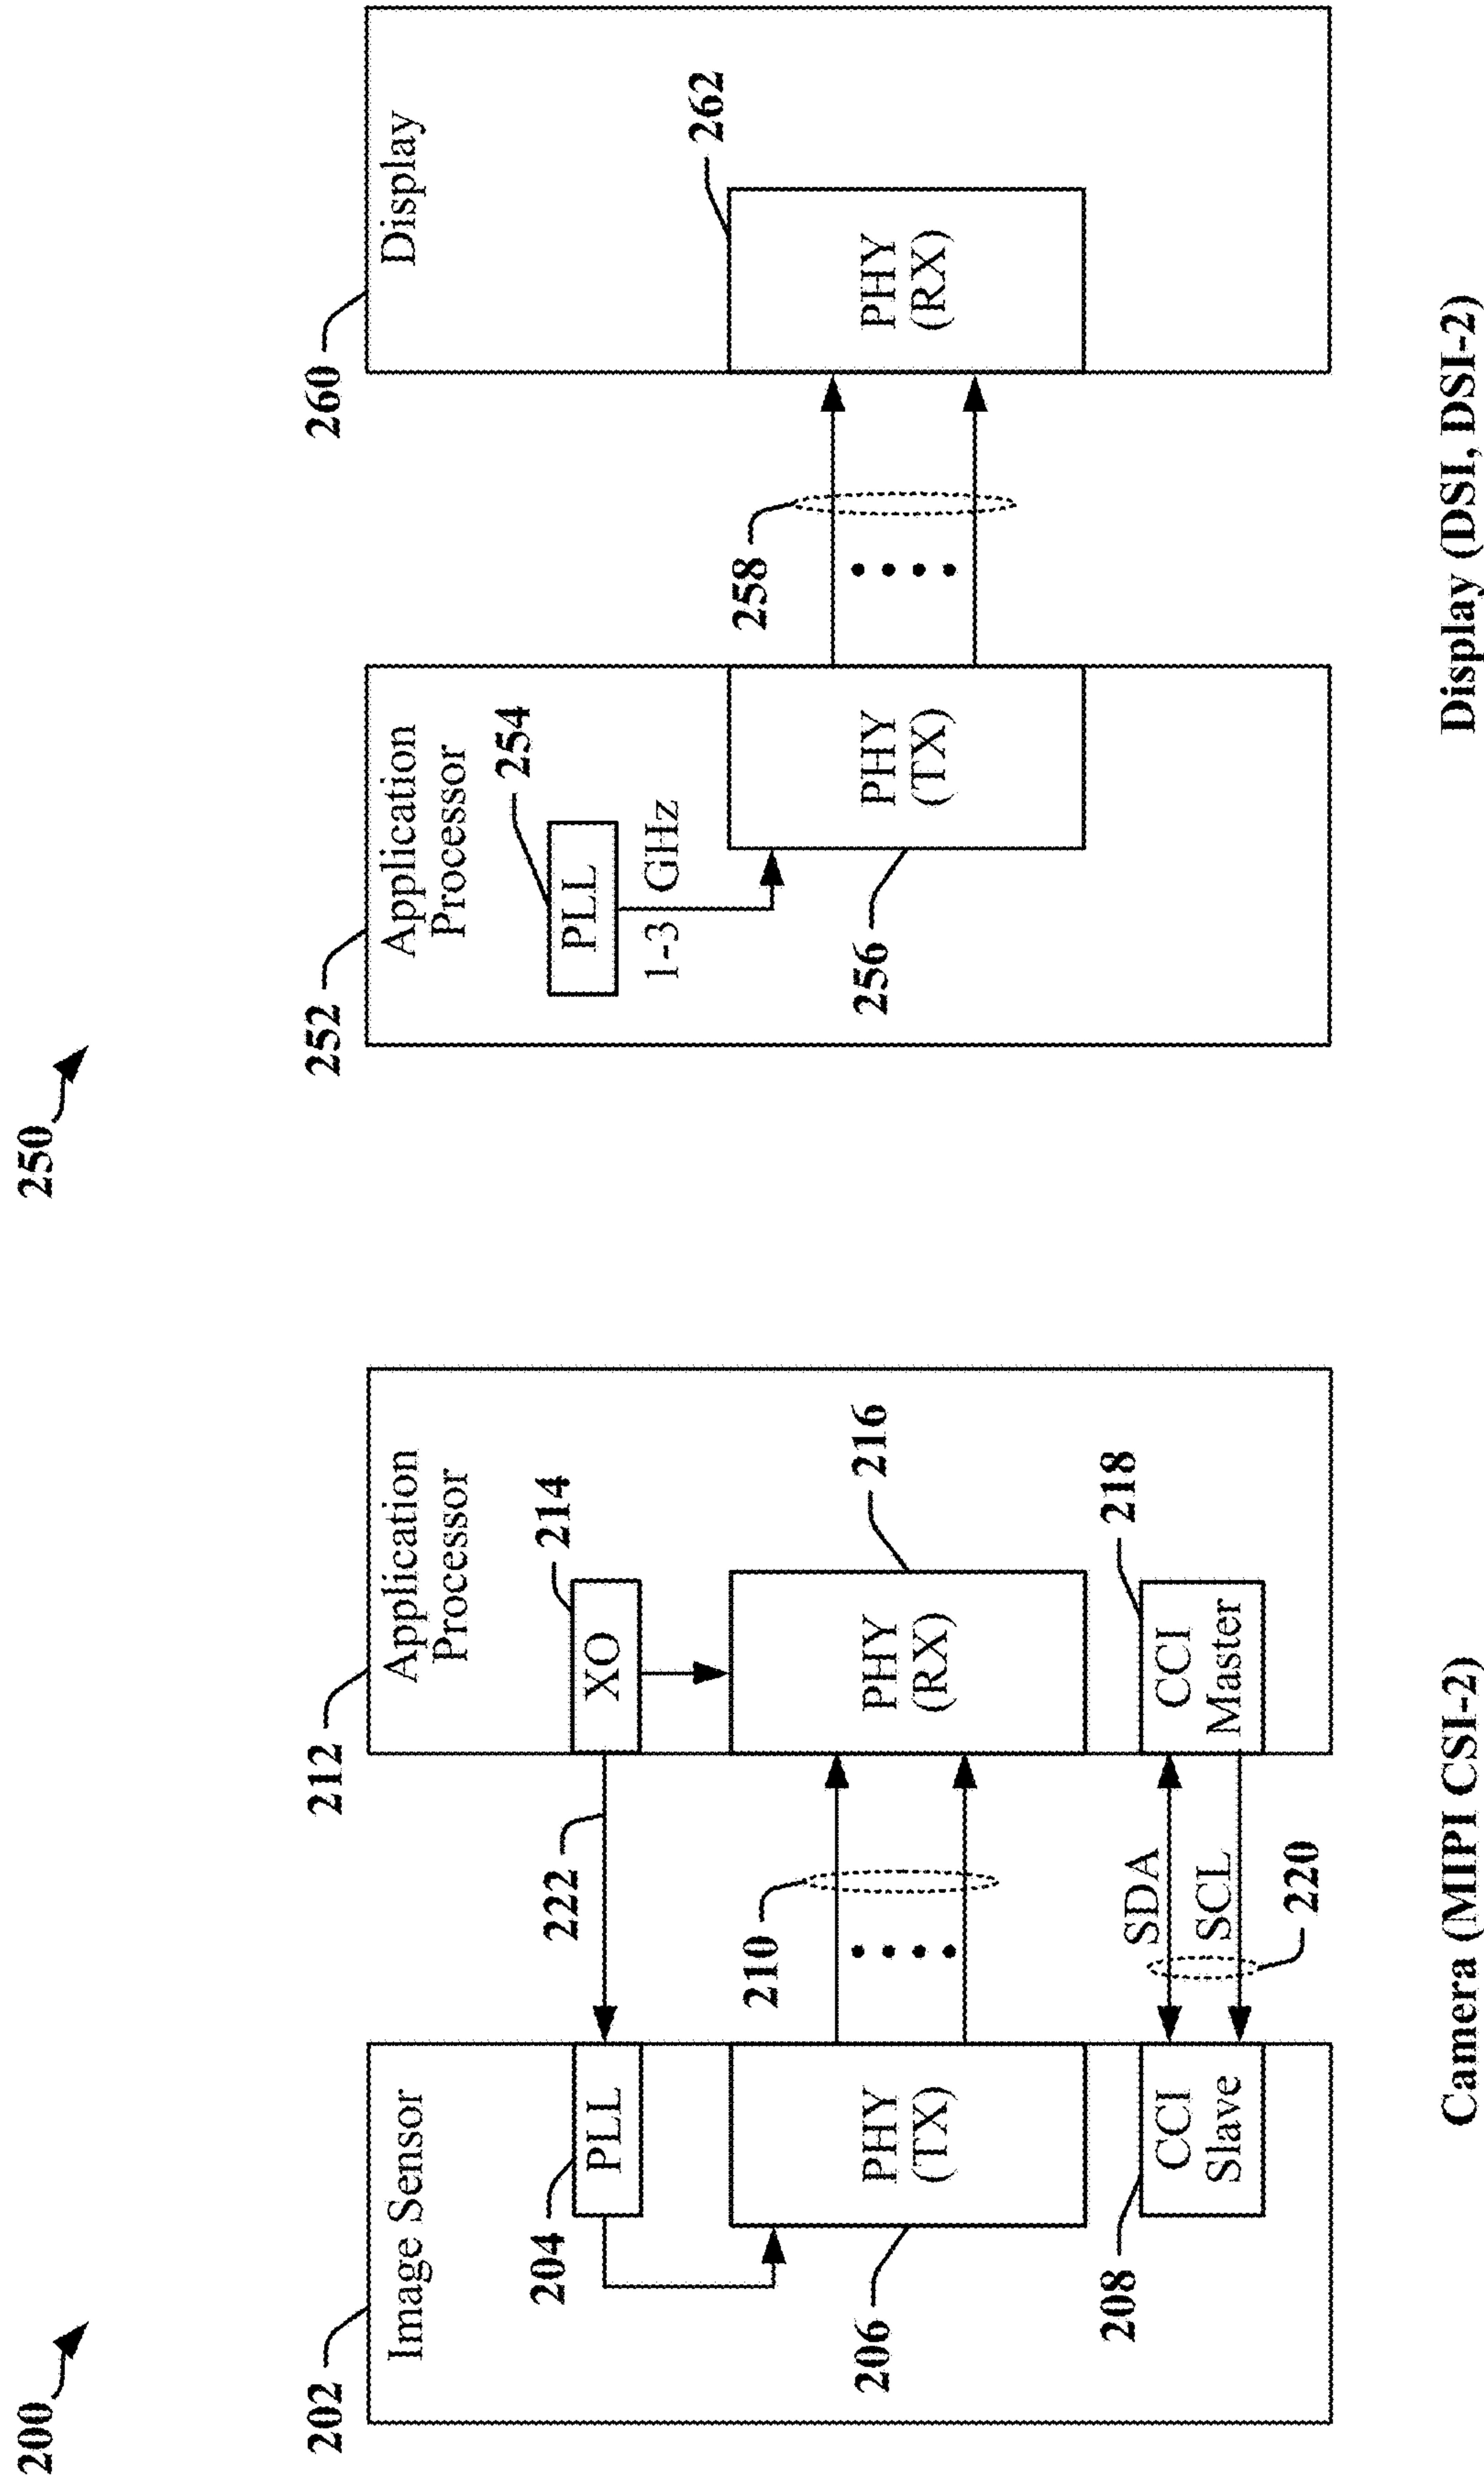 200
202
Image Sensor
204
PLL
206
PHY
(TX)
208
CCI
Slave
222
210
SDA
SCL
220
212
Application
Processor
214
XO
216
PHY
(RX)
218
CCI
Master
Camera (MIPI CSI-2)
250
252
Application
Processor
254
PLL
1-3 GHz
256
PHY
(TX)
258
260
Display
262
PHY
(RX)
Display (DSI, DSI-2)